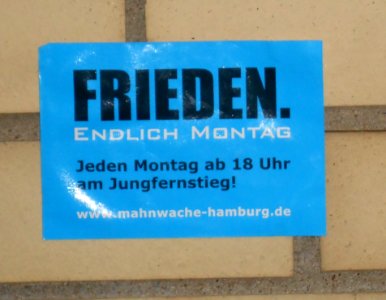 FRIEDEN.
ENDLICH MONTAG
Jeden Montag ab 18 Uhr
am Jungfernstieg!
www.mahnwache-hamburg.de